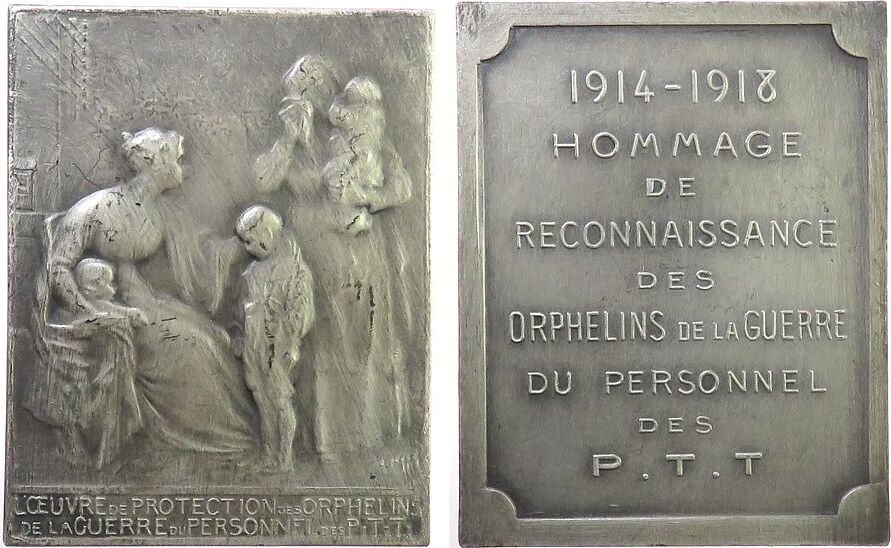 L'ŒUVRE DE PROTECTION DES ORPHELINS
DE LA GUERRE DU PERSONNEL DES P.T.T.
1914-1918
HOMMAGE
DE
RECONNAISSANCE
DES
ORPHELINS DE LA GUERRE
DU PERSONNEL
DES
P.T.T